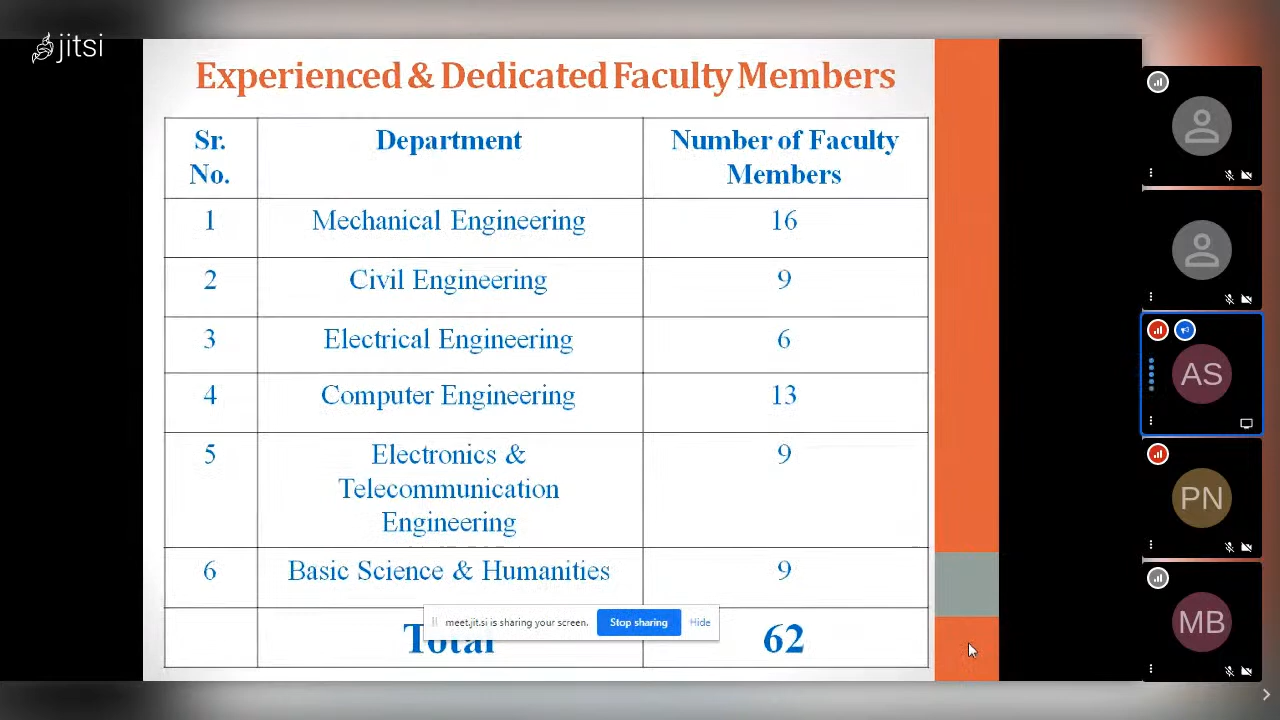 jitsi
Experienced & Dedicated Faculty Members
Sr. No. Department Number of Faculty Members
1 Mechanical Engineering 16
2 Civil Engineering 9
3 Electrical Engineering 6
4 Computer Engineering 13
5 Electronics & Telecommunication Engineering 9
6 Basic Science & Humanities 9
meet.jit.si is sharing your screen. Stop sharing Hide
Total 62
AS
PN
MB